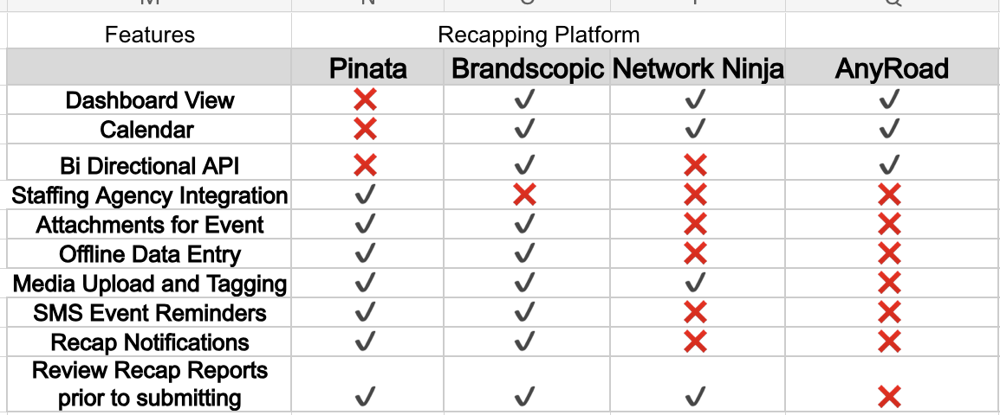 M N O P Q
Features Recapping Platform
Pinata Brandscopic Network Ninja AnyRoad
Dashboard View ❌ ✔ ✔ ✔
Calendar ❌ ✔ ✔ ✔
Bi Directional API ❌ ✔ ❌ ✔
Staffing Agency Integration ✔ ❌ ❌ ❌
Attachments for Event ✔ ✔ ❌ ❌
Offline Data Entry ✔ ✔ ❌ ❌
Media Upload and Tagging ✔ ✔ ✔ ❌
SMS Event Reminders ✔ ✔ ❌ ❌
Recap Notifications ✔ ✔ ❌ ❌
Review Recap Reports
prior to submitting ✔ ✔ ✔ ❌